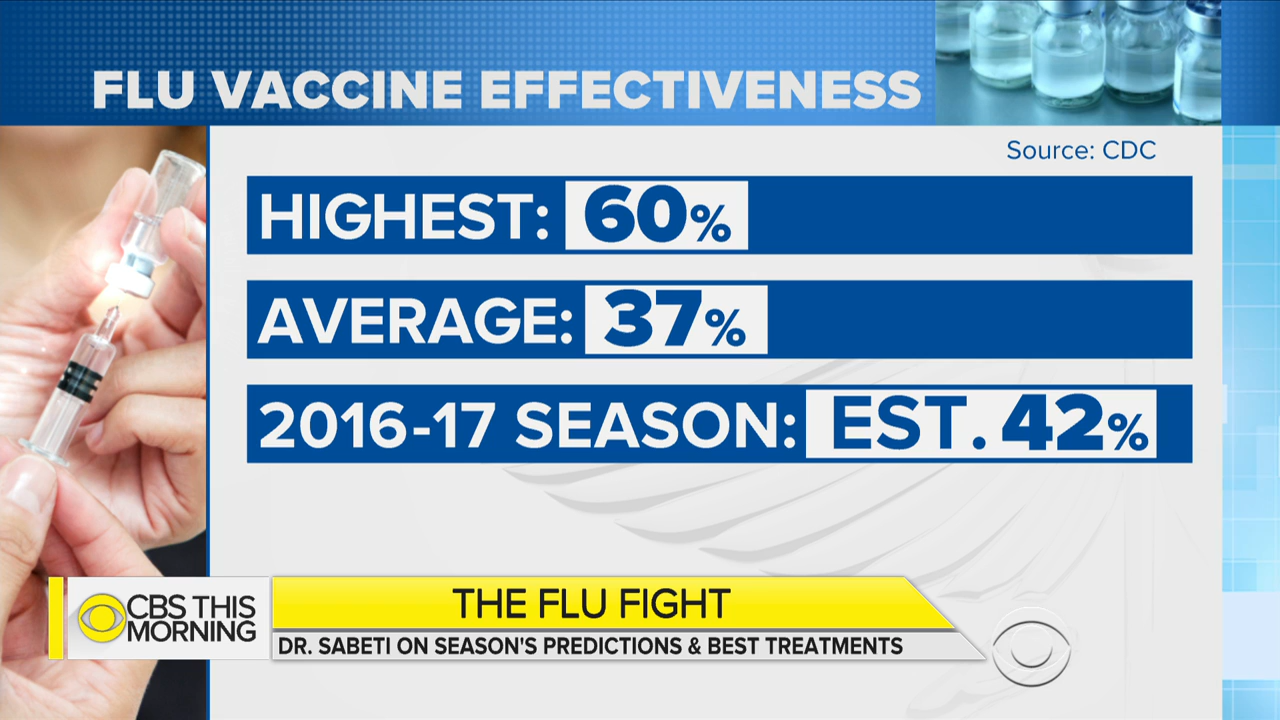 FLU VACCINE EFFECTIVENESS
Source: CDC
HIGHEST: 60%
AVERAGE: 37%
2016-17 SEASON: EST. 42%
CBS THIS
MORNING
THE FLU FIGHT
DR. SABETI ON SEASON'S PREDICTIONS & BEST TREATMENTS